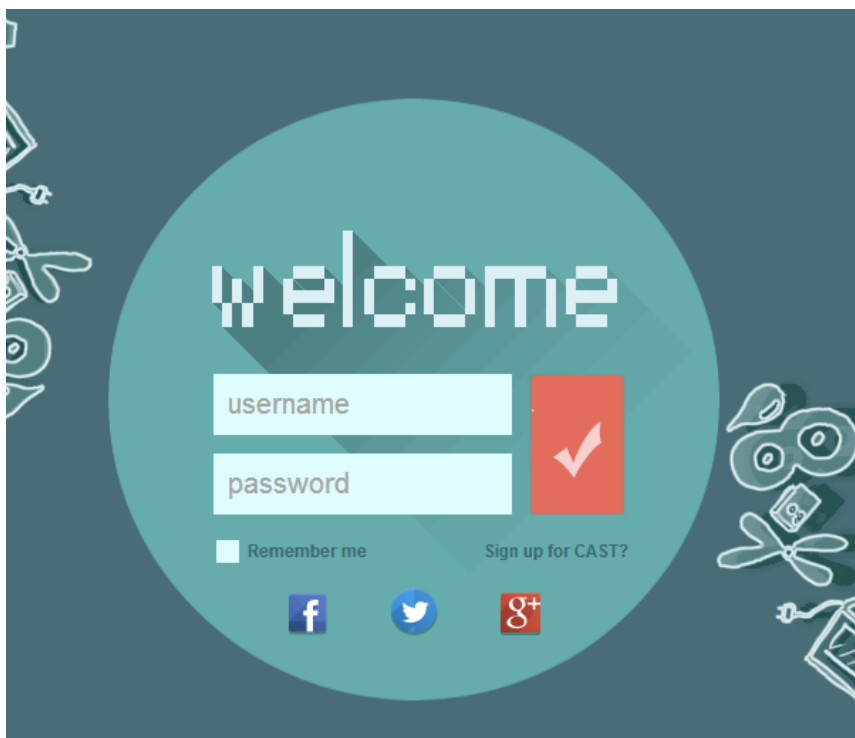 welcome
username
password
Remember me
Sign up for CAST?
f
g+